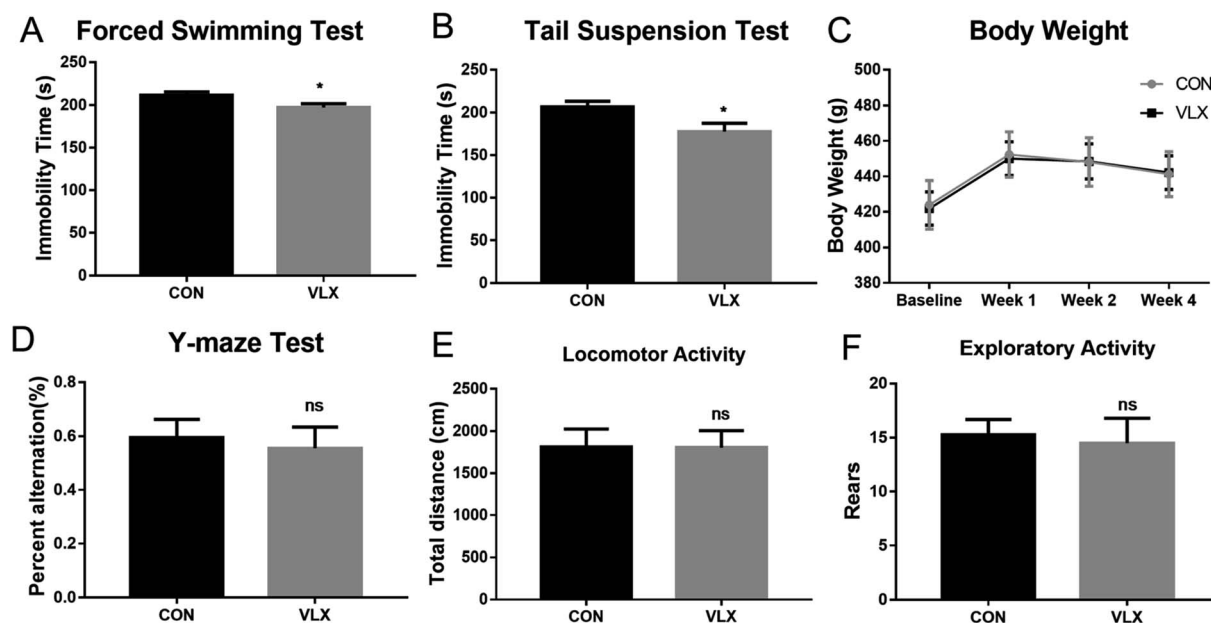 A
Forced Swimming Test
Immobility Time (s)
250
200
150
100
50
0
*
CON
VLX
B
Tail Suspension Test
Immobility Time (s)
250
200
150
100
50
0
*
CON
VLX
C
Body Weight
Body Weight (g)
500
460
440
420
400
380
CON
VLX
Baseline
Week 1
Week 2
Week 4
D
Y-maze Test
Percent alternation(%)
0.8
0.6
0.4
0.2
0.0
ns
CON
VLX
E
Locomotor Activity
Total distance (cm)
2500
2000
1500
1000
500
0
ns
CON
VLX
F
Exploratory Activity
Rears
20
15
10
5
0
ns
CON
VLX